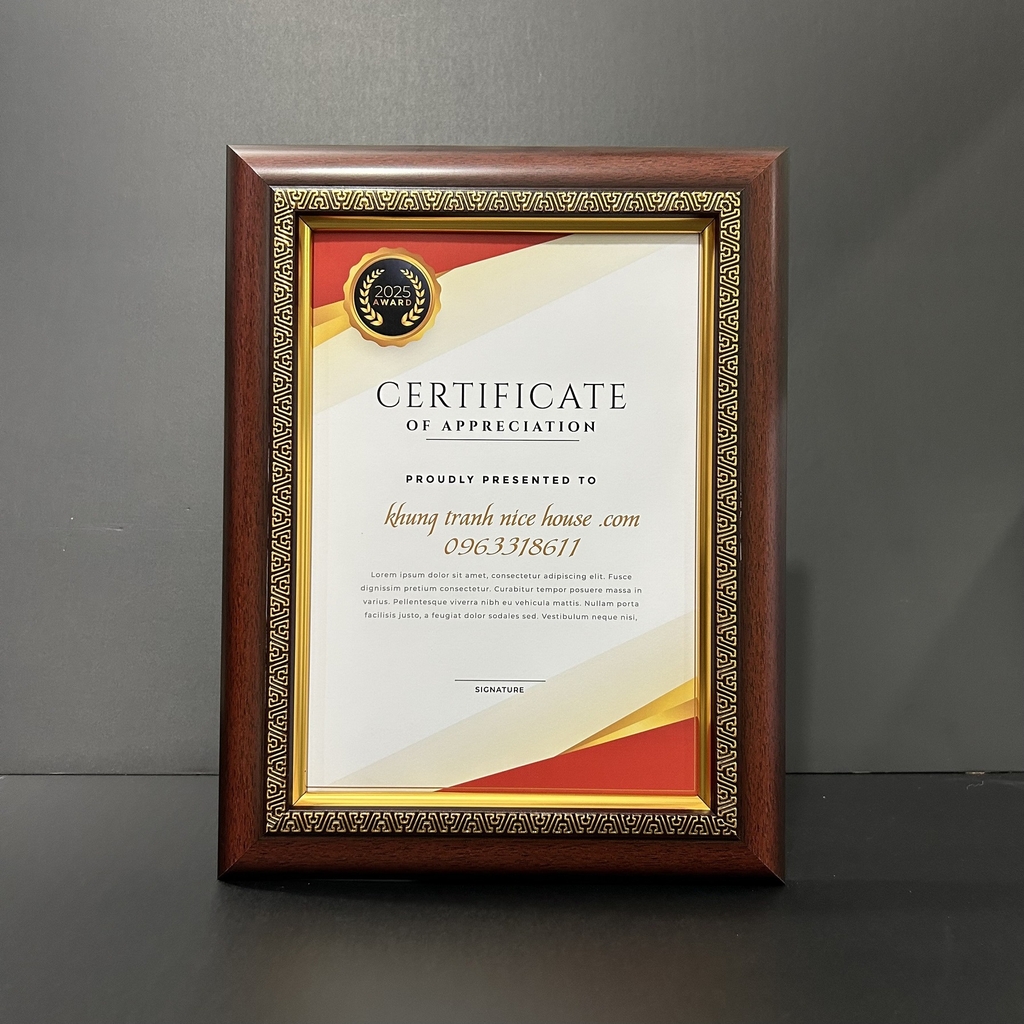 2025
AWARD
CERTIFICATE
OF APPRECIATION
PROUDLY PRESENTED TO
khung tranh nice house .com
0963318611
Lorem ipsum dolor sit amet, consectetur adipiscing elit. Fusce
dignissim pretium consectetur. Curabitur tempor posuere massa in
varius. Pellentesque viverra nibh eu vehicula mattis. Nullam porta
facilisis justo, a feugiat dolor sodales sed. Vestibulum neque nisi,
SIGNATURE